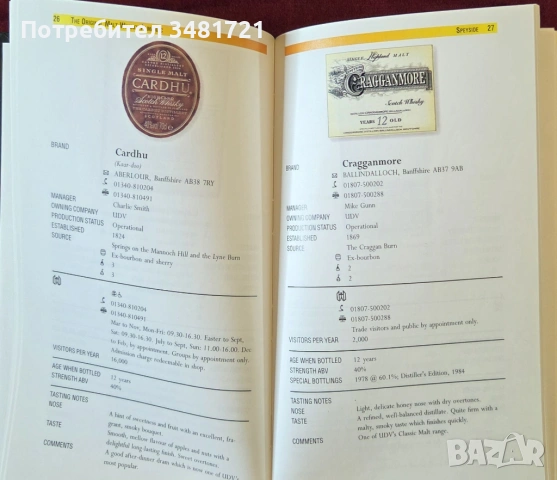 Потребител 3481721
26 THE ORIGINAL MALT
SINGLE MALT
CARDHU
Scotch Whisky
BRAND
Cardhu
(Kaar-doo)
ABERLOUR, Banffshire AB38 7RY
01340-810204
01340-810491
MANAGER Charlie Smith
OWNING COMPANY UDV
PRODUCTION STATUS Operational
ESTABLISHED 1824
SOURCE Springs on the Mannoch Hill and the Lyne Burn
Ex-bourbon and sherry
3
3
01340-810204
01340-810491
Mar to Nov, Mon-Fri: 09.30-16.30. Easter to Sept,
Sat: 09.30-16.30. July to Sept, Sun: 11.00-16.00. Dec
to Feb, by appointment. Groups by appointment only.
Admission charge redeemable in shop.
VISITORS PER YEAR 16,000
AGE WHEN BOTTLED 12 years
STRENGTH ABV 40%
TASTING NOTES
NOSE A hint of sweetness and fruit with an excellent, fra-
grant, smoky bouquet.
TASTE Smooth, mellow flavour of apples and nuts with a
delightful long-lasting finish. Sweet overtones.
COMMENTS A good after-dinner dram which is now one of UDV's
most popular.
SPEYSIDE 27
SINGLE Highland MALT
CRAGGANMORE
Scotch Whisky
YEARS 12 OLD
BRAND
Cragganmore
BALLINDALLOCH, Banffshire AB37 9AB
01807-500202
01807-500288
MANAGER Mike Gunn
OWNING COMPANY UDV
PRODUCTION STATUS Operational
ESTABLISHED 1869
SOURCE The Craggan Burn
Ex-bourbon
2
2
01807-500202
01807-500288
Trade visitors and public by appointment only.
VISITORS PER YEAR 2,000
AGE WHEN BOTTLED 12 years
STRENGTH ABV 40%
SPECIAL BOTTLINGS 1978 @ 60.1%, Distiller's Edition, 1984
TASTING NOTES
NOSE Light, delicate honey nose with dry overtones.
TASTE A refined, well-balanced distillate. Quite firm with a
malty, smoky taste which finishes quickly.
COMMENTS One of UDV's Classic Malt range.
BAZAR